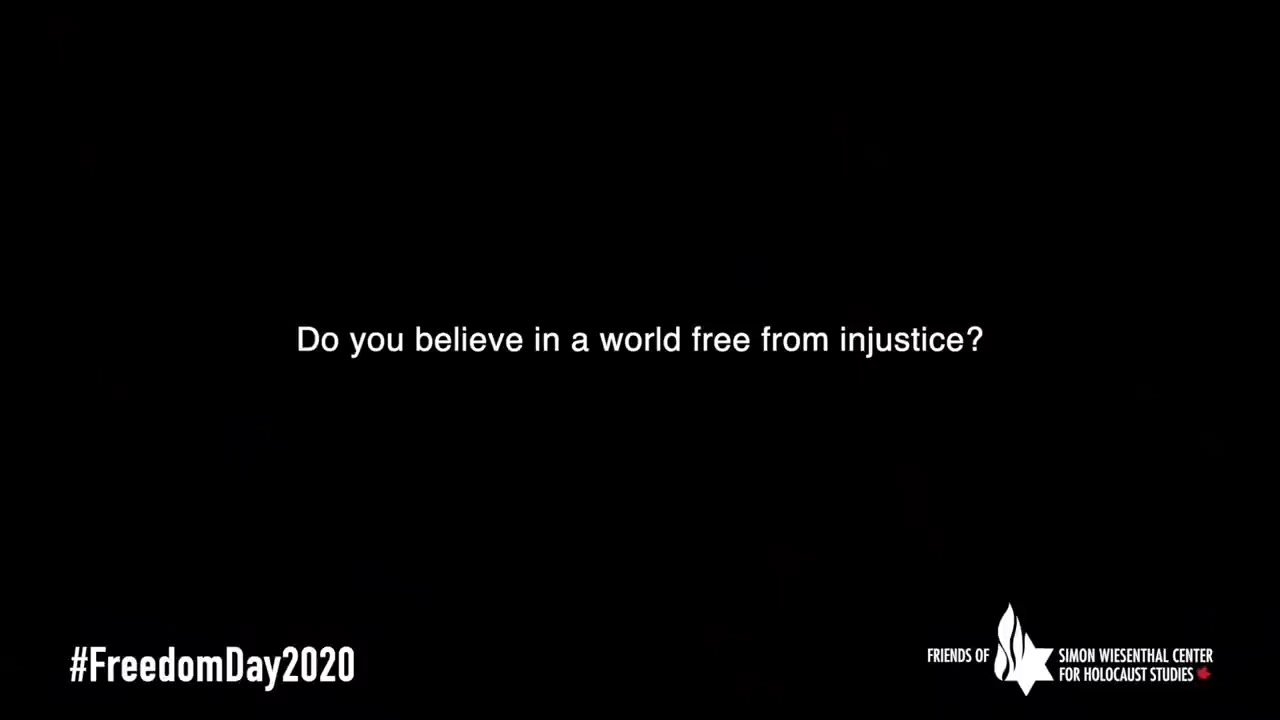 Do you believe in a world free from injustice?
#FreedomDay2020
FRIENDS OF
SIMON WIESENTHAL CENTER
FOR HOLOCAUST STUDIES